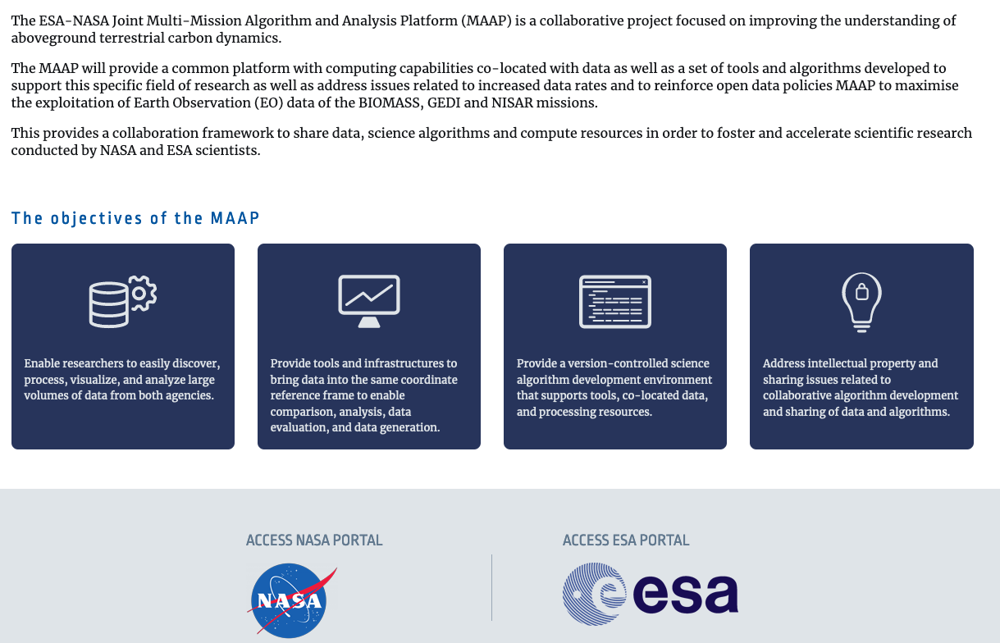 The ESA-NASA Joint Multi-Mission Algorithm and Analysis Platform (MAAP) is a collaborative project focused on improving the understanding of
aboveground terrestrial carbon dynamics.
The MAAP will provide a common platform with computing capabilities co-located with data as well as a set of tools and algorithms developed to
support this specific field of research as well as address issues related to increased data rates and to reinforce open data policies MAAP to maximise
the exploitation of Earth Observation (EO) data of the BIOMASS, GEDI and NISAR missions.
This provides a collaboration framework to share data, science algorithms and compute resources in order to foster and accelerate scientific research
conducted by NASA and ESA scientists.
The objectives of the MAAP
Enable researchers to easily discover,
process, visualize, and analyze large
volumes of data from both agencies.
Provide tools and infrastructures to
bring data into the same coordinate
reference frame to enable
comparison, analysis, data
evaluation, and data generation.
Provide a version-controlled science
algorithm development environment
that supports tools, co-located data,
and processing resources.
Address intellectual property and
sharing issues related to
collaborative algorithm development
and sharing of data and algorithms.
ACCESS NASA PORTAL
NASA
ACCESS ESA PORTAL
esa